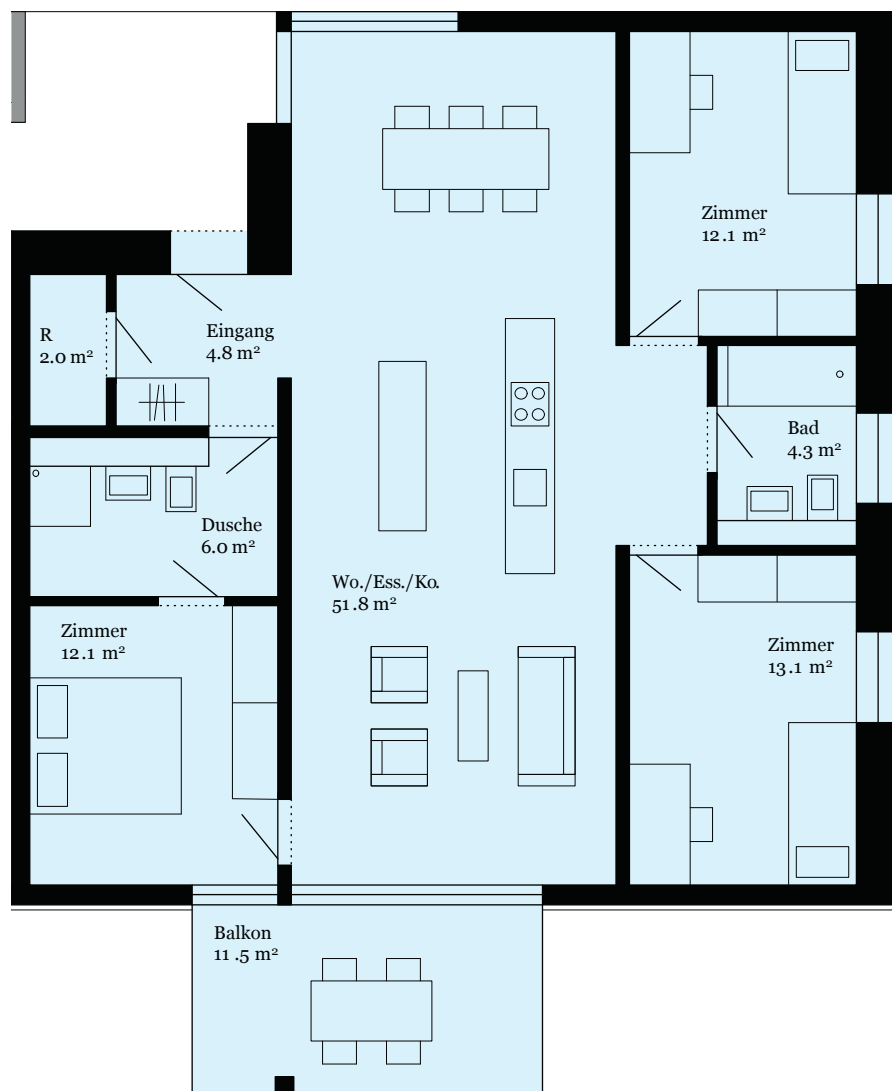 Zimmer
12.1 m²
R
2.0 m²
Eingang
4.8 m²
Bad
4.3 m²
Dusche
6.0 m²
Wo./Ess./Ko.
51.8 m²
Zimmer
12.1 m²
Zimmer
13.1 m²
Balkon
11.5 m²